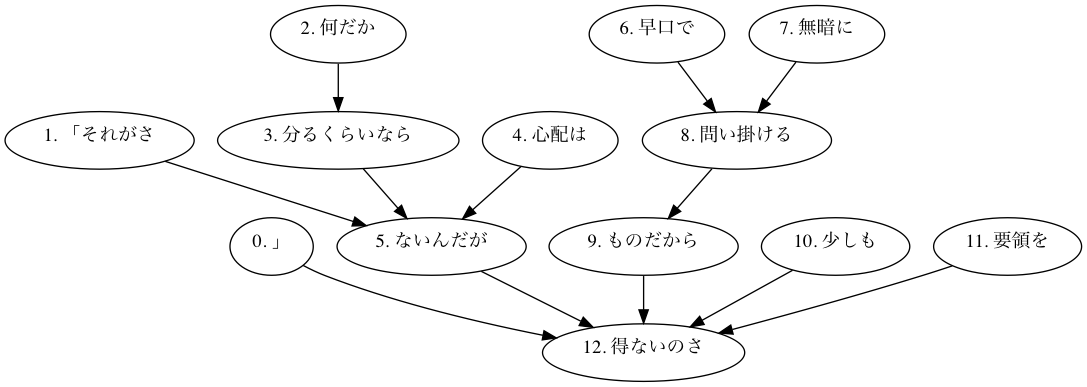 2. 何だか
6. 早口で
7. 無暗に
1. 「それがさ
3. 分るくらいなら
4. 心配は
8. 問い掛ける
0. 」
5. ないんだが
9. ものだから
10. 少しも
11. 要領を
12. 得ないのさ